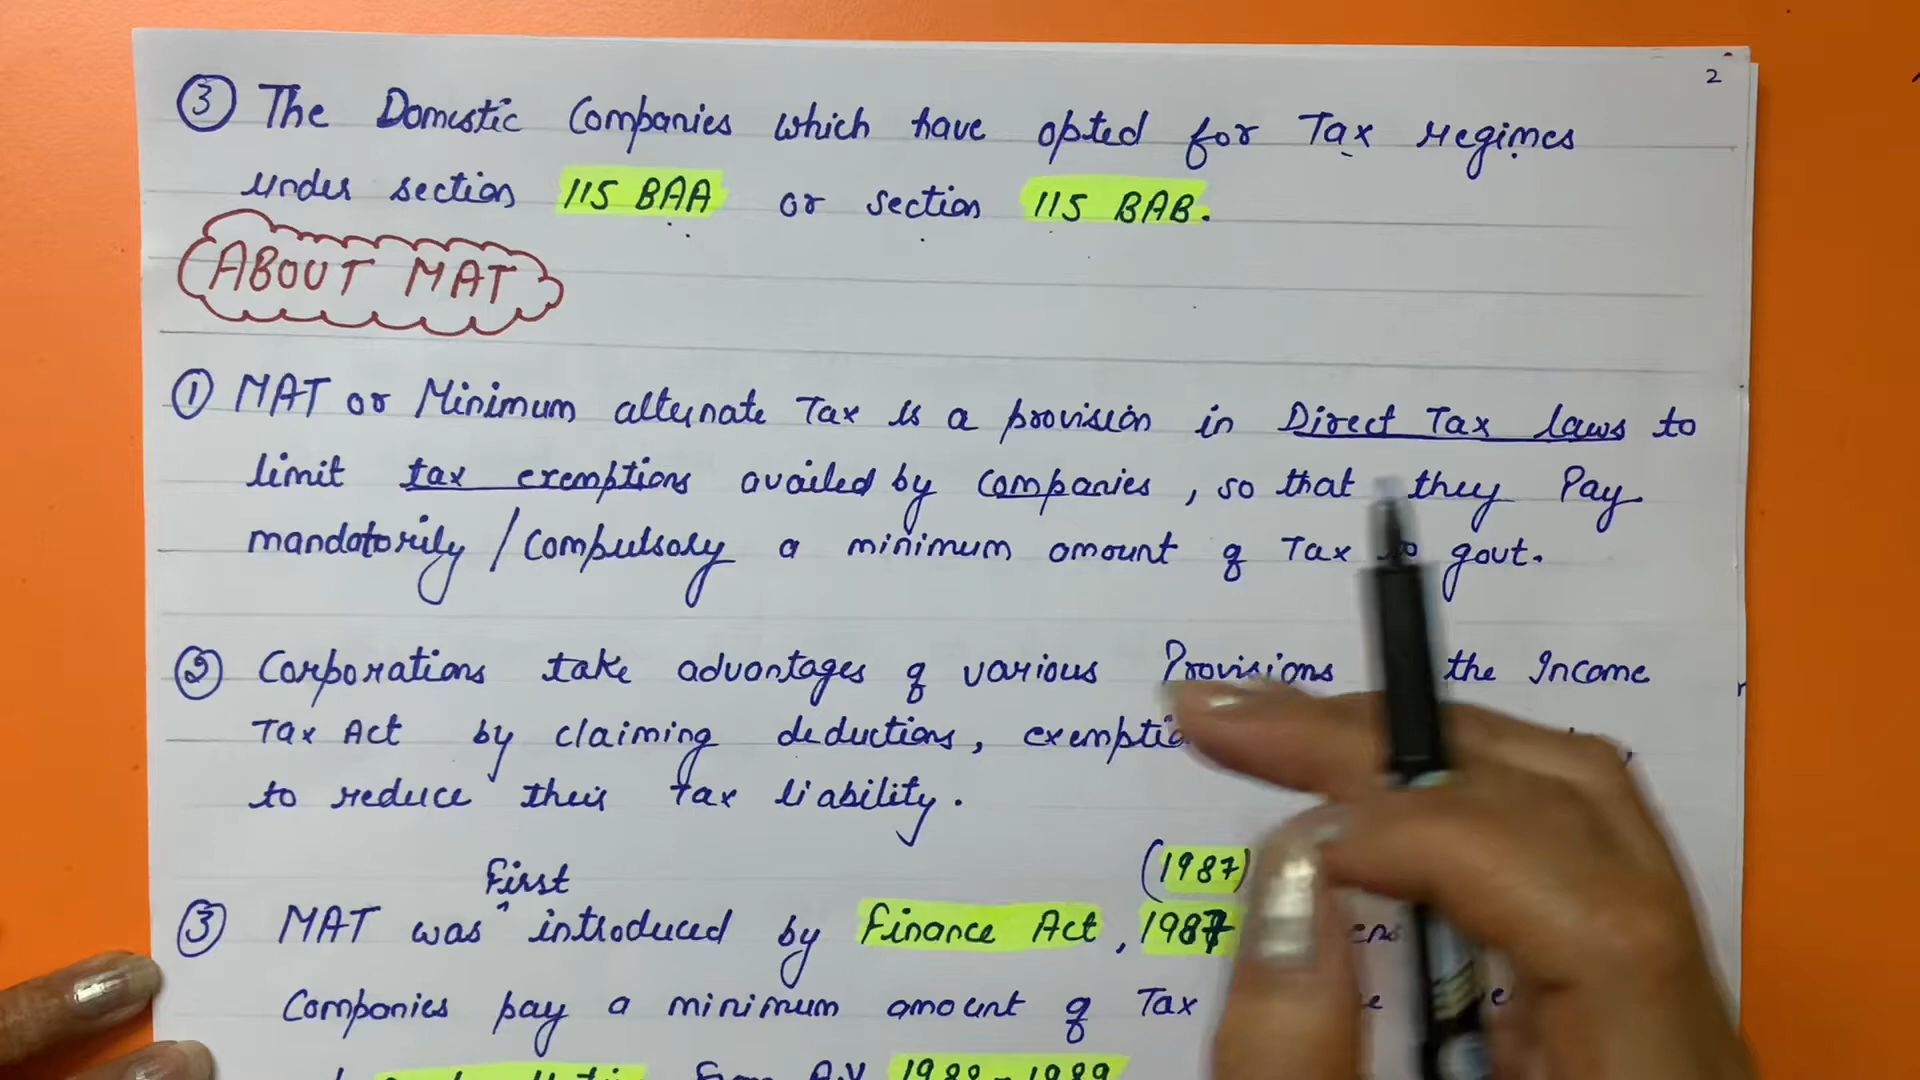 2
③ The Domestic Companies which have opted for Tax regimes
under section 115 BAA or section 115 BAB.
ABOUT MAT
① MAT or Minimum alternate Tax is a provision in Direct Tax laws to
limit tax exemptions availed by companies, so that they Pay
mandatorily / Compulsory a minimum amount of Tax to govt.
② Corporations take advantages of various Provisions the Income
Tax Act by claiming deductions,
to reduce their tax liability.
First (1987)
③ MAT was ^ introduced by Finance Act, 1987
Companies pay a minimum amount of Tax
From A.Y 1988-1989